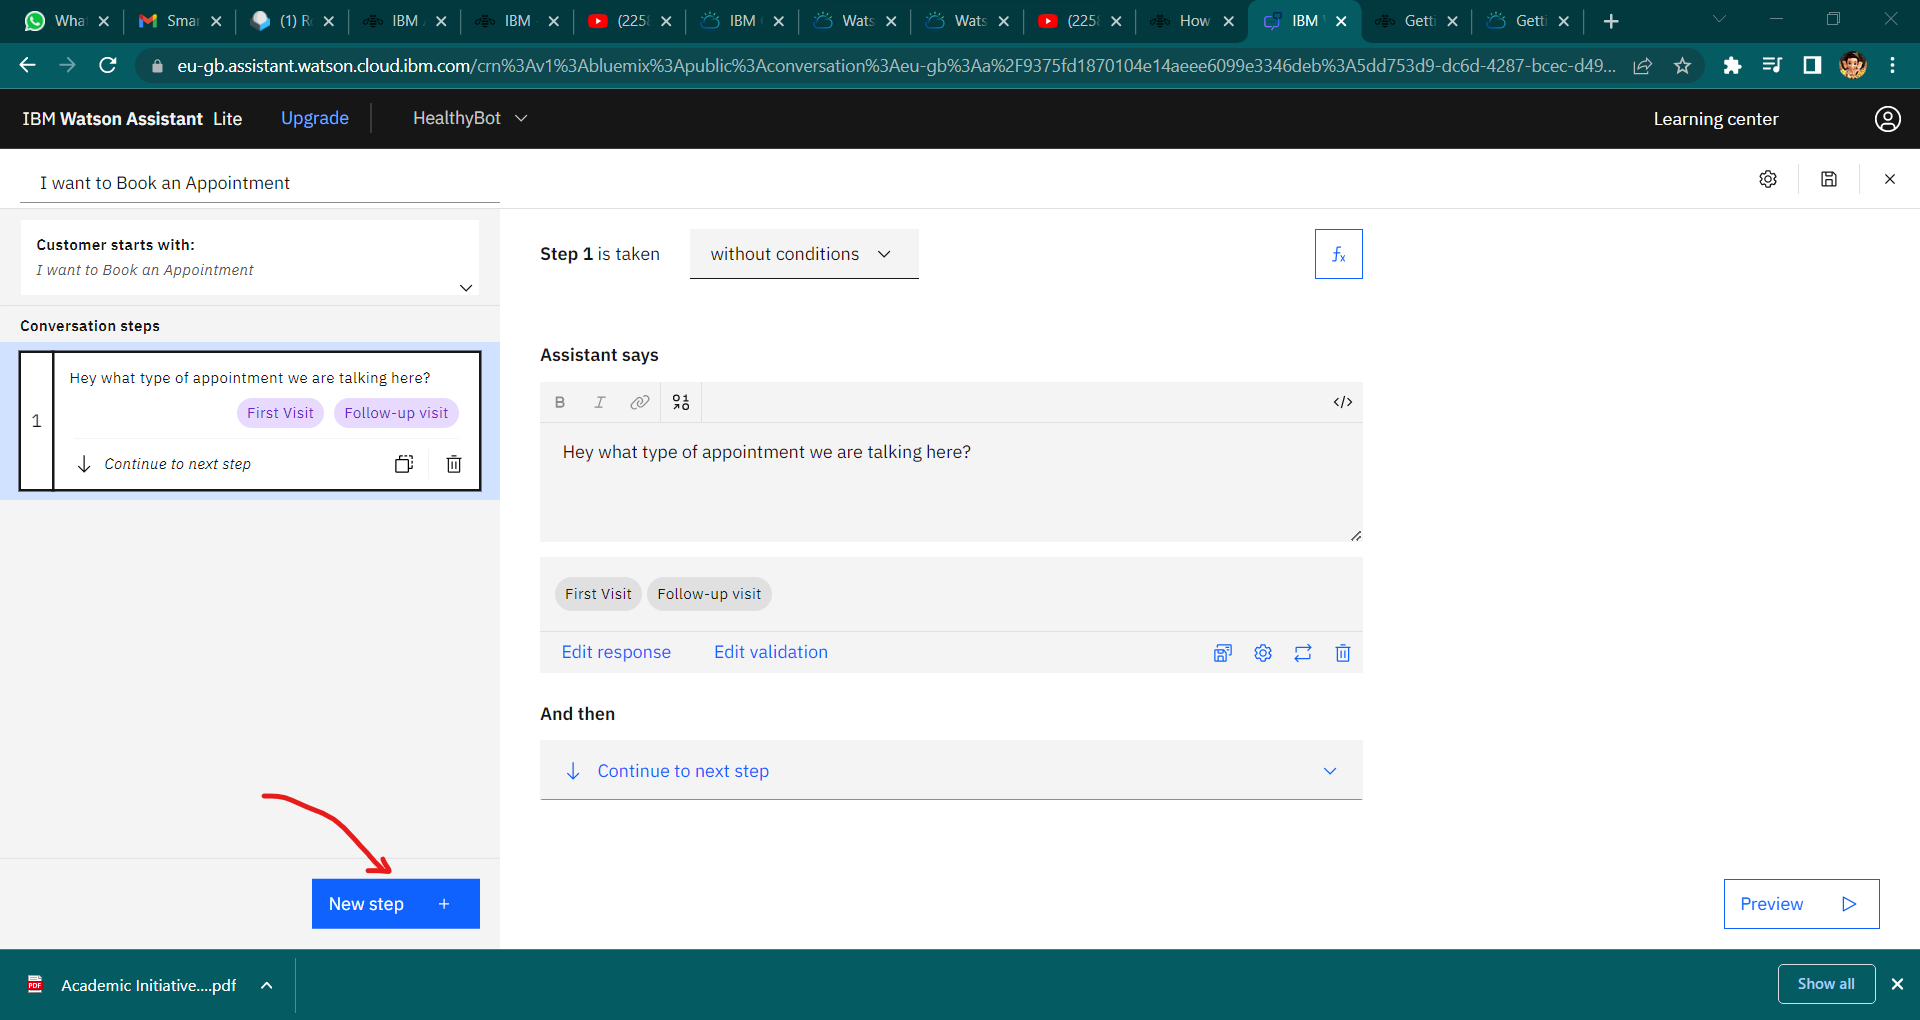 What
Smar
(1) R
IBM
IBM
(225
IBM
Wats
Wats
(225
How
IBM
Getti
Getti
eu-gb.assistant.watson.cloud.ibm.com/crn%3Av1%3Abluemix%3Apublic%3Aconversation%3Aeu-gb%3Aa%2F9375fd1870104e14aeee6099e3346deb%3A5dd753d9-dc6d-4287-bcec-d49...
IBM Watson Assistant Lite Upgrade HealthyBot Learning center
I want to Book an Appointment
Customer starts with:
I want to Book an Appointment
Conversation steps
1
Hey what type of appointment we are talking here?
First Visit Follow-up visit
Continue to next step
New step +
Step 1 is taken without conditions fx
Assistant says
B I </>
Hey what type of appointment we are talking here?
First Visit Follow-up visit
Edit response Edit validation
And then
Continue to next step
Preview
PDF Academic Initiative....pdf Show all